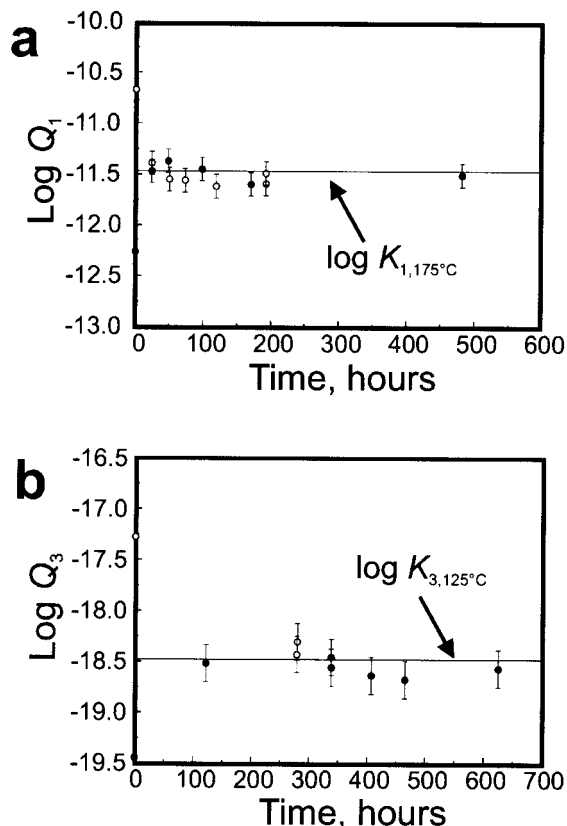 a
-10.0
-10.5
-11.0
-11.5
-12.0
-12.5
-13.0
Log Q1
log K1,175°C
0 100 200 300 400 500 600
Time, hours
b
-16.5
-17.0
-17.5
-18.0
-18.5
-19.0
-19.5
Log Q3
log K3,125°C
0 100 200 300 400 500 600 700
Time, hours